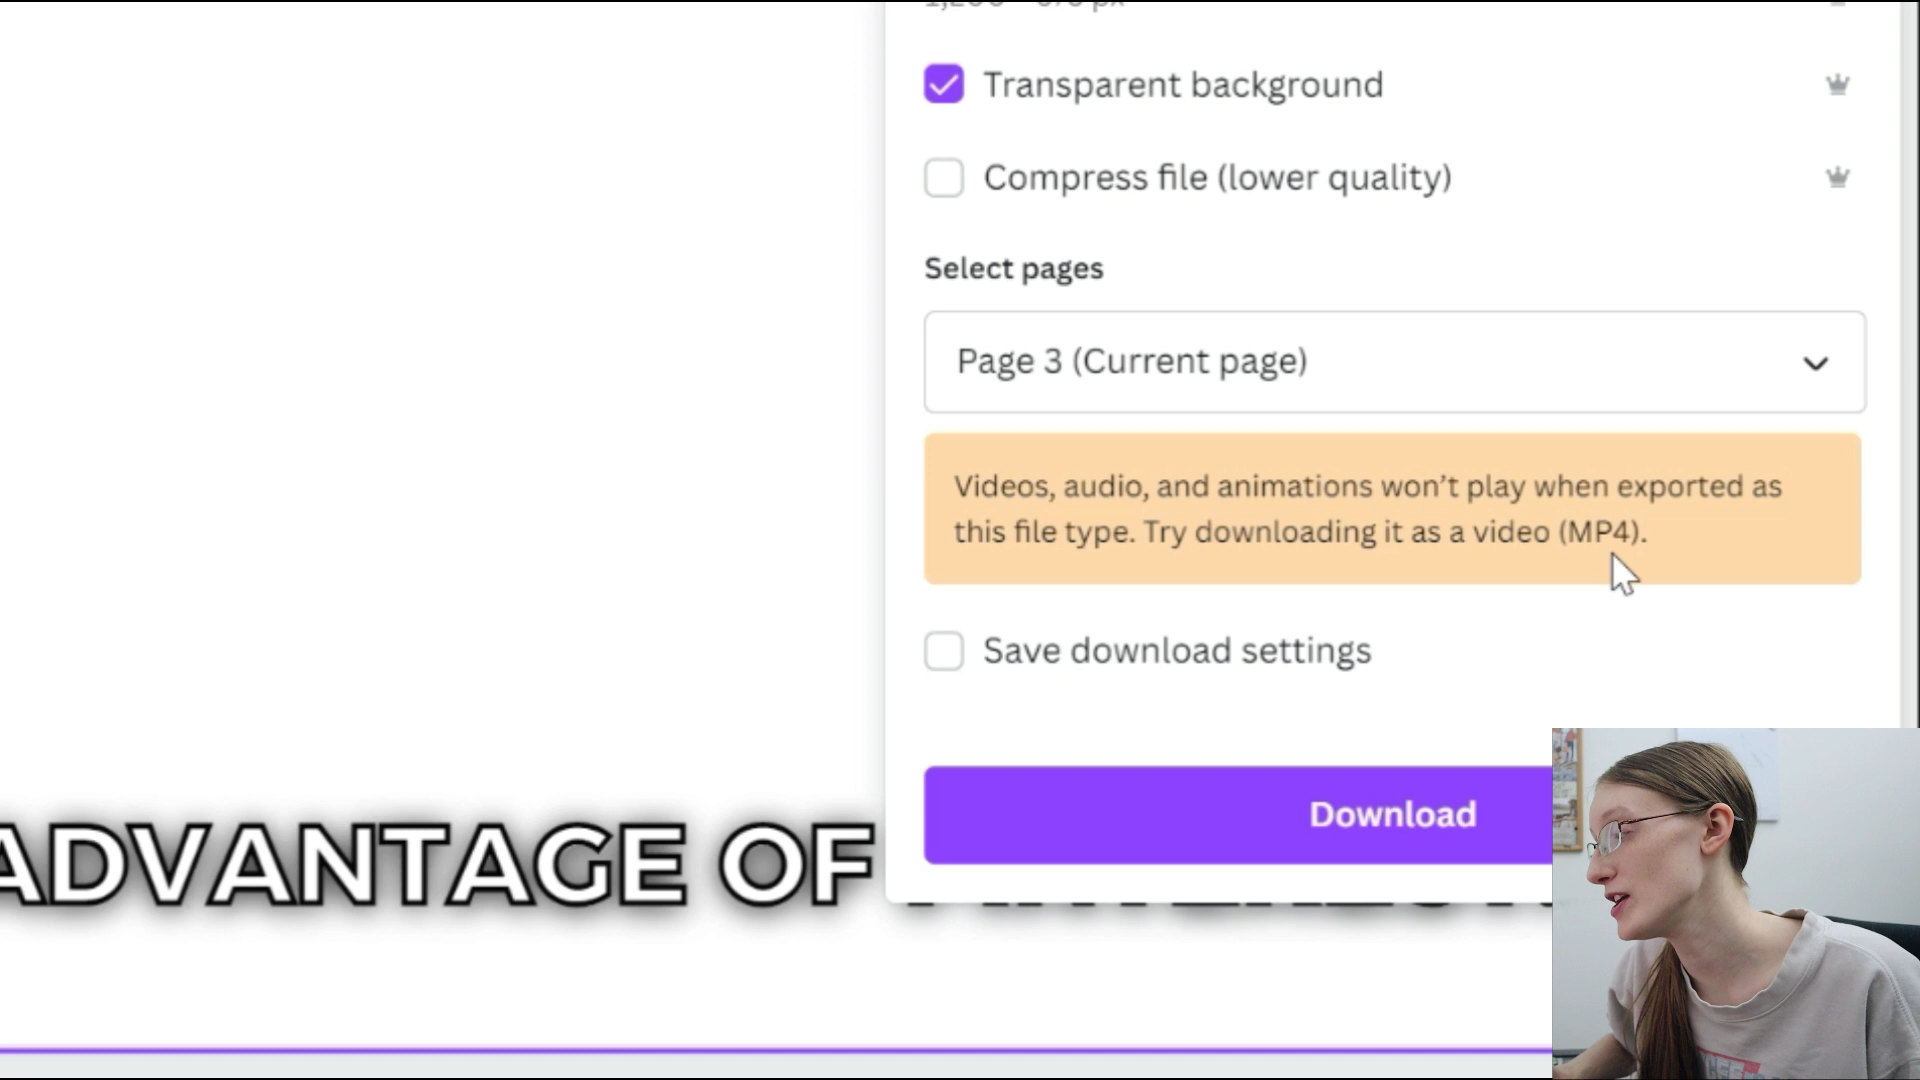 Transparent background
Compress file (lower quality)
Select pages
Page 3 (Current page)
Videos, audio, and animations won’t play when exported as
this file type. Try downloading it as a video (MP4).
Save download settings
Download
ADVANTAGE OF